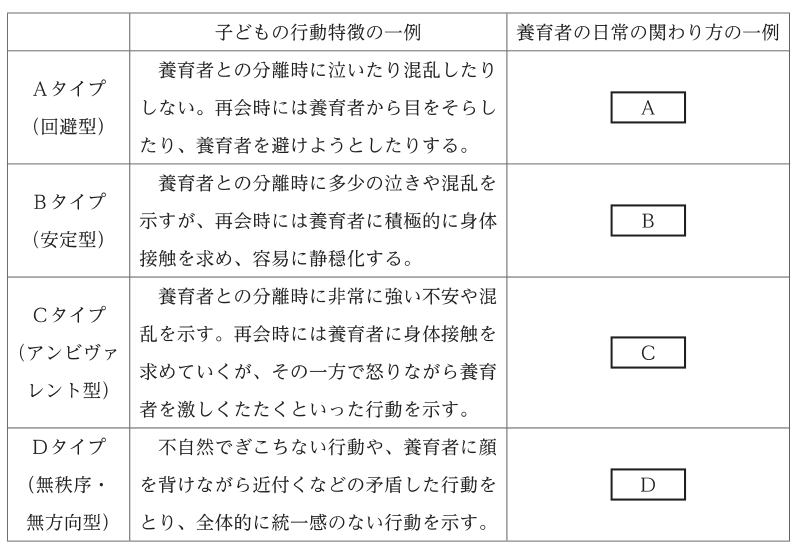 子どもの行動特徴の一例
養育者の日常の関わり方の一例
Ａタイプ
（回避型）
養育者との分離時に泣いたり混乱したり
しない。再会時には養育者から目をそらし
たり、養育者を避けようとしたりする。
Ａ
Ｂタイプ
（安定型）
養育者との分離時に多少の泣きや混乱を
示すが、再会時には養育者に積極的に身体
接触を求め、容易に静穏化する。
Ｂ
Ｃタイプ
（アンビヴァ
レント型）
養育者との分離時に非常に強い不安や混
乱を示す。再会時には養育者に身体接触を
求めていくが、その一方で怒りながら養育
者を激しくたたくといった行動を示す。
Ｃ
Ｄタイプ
（無秩序・
無方向型）
不自然でぎこちない行動や、養育者に顔
を背けながら近付くなどの矛盾した行動を
とり、全体的に統一感のない行動を示す。
Ｄ